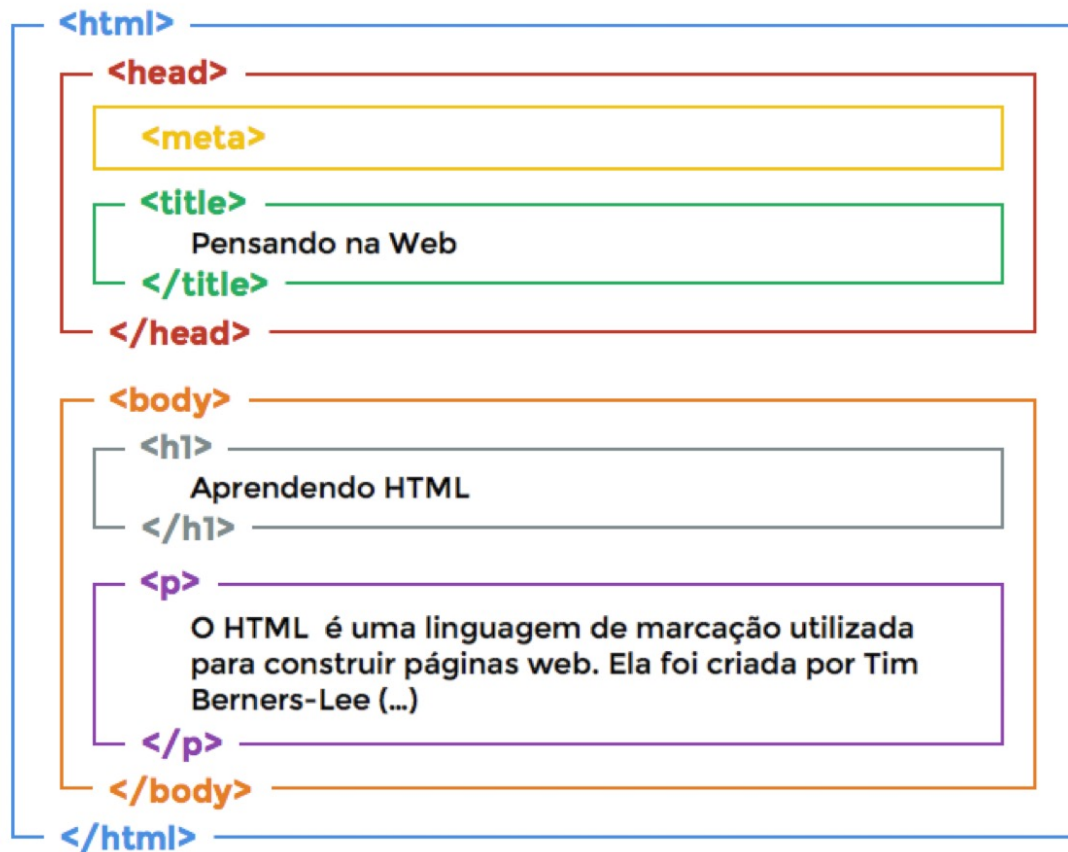 <html>
<head>
<meta>
<title>
Pensando na Web
</title>
</head>
<body>
<h1>
Aprendendo HTML
</h1>
<p>
O HTML é uma linguagem de marcação utilizada
para construir páginas web. Ela foi criada por Tim
Berners-Lee (...)
</p>
</body>
</html>